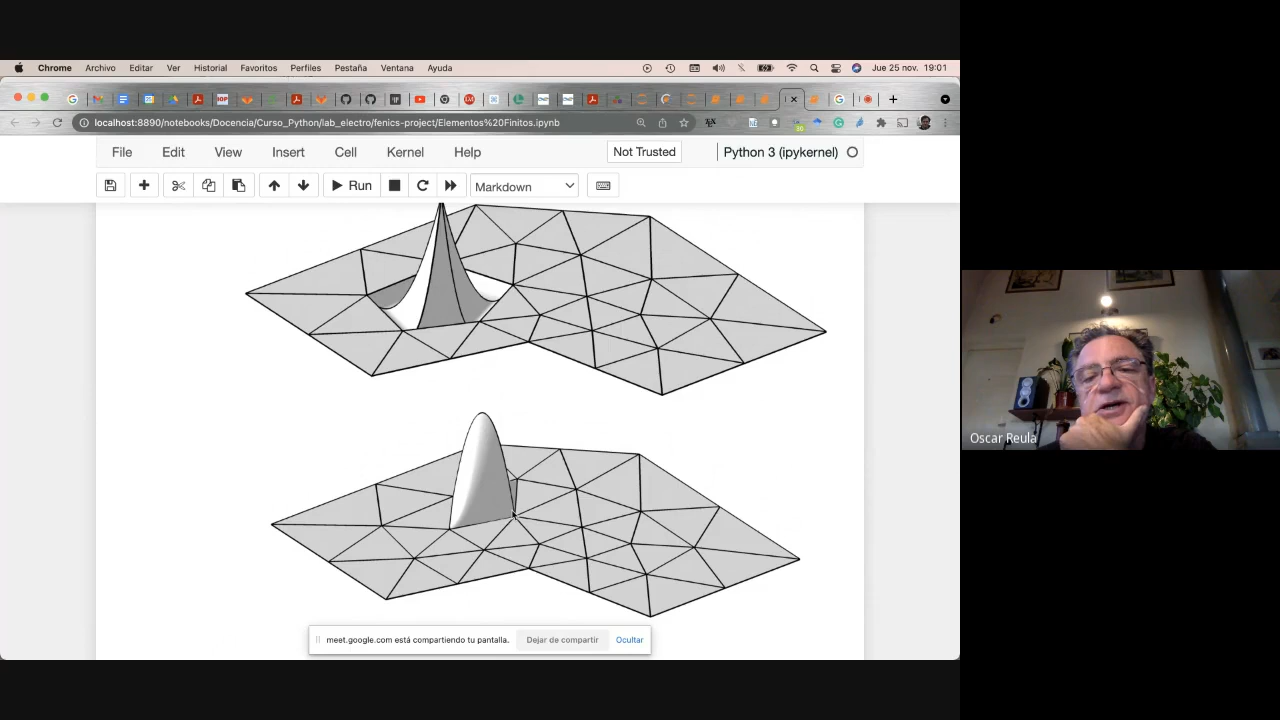 Chrome Archivo Editar Ver Historial Favoritos Perfiles Pestaña Ventana Ayuda Jue 25 nov. 19:01
localhost:8890/notebooks/Docencia/Curso_Python/lab_electro/fenics-project/Elementos%20Finitos.ipynb
File Edit View Insert Cell Kernel Help Not Trusted Python 3 (ipykernel)
Run Markdown
Oscar Reula
meet.google.com está compartiendo tu pantalla. Dejar de compartir Ocultar